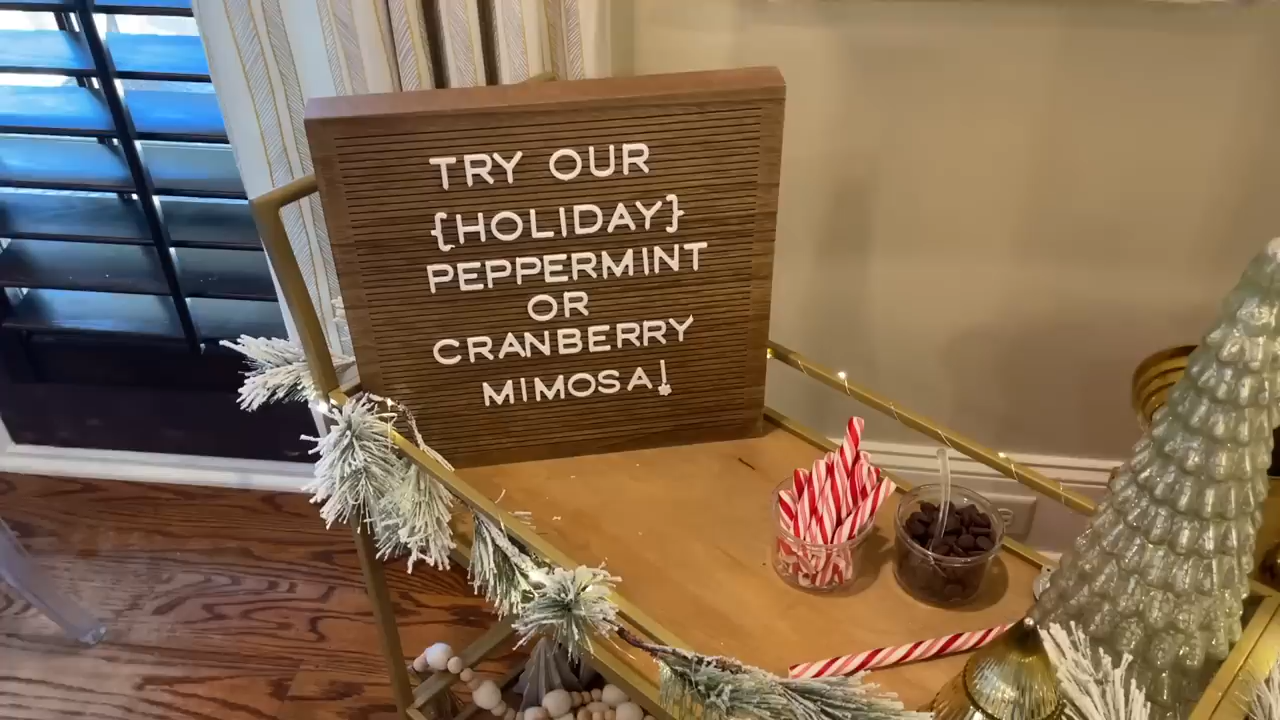 TRY OUR
{HOLIDAY}
PEPPERMINT
OR
CRANBERRY
MIMOSA!